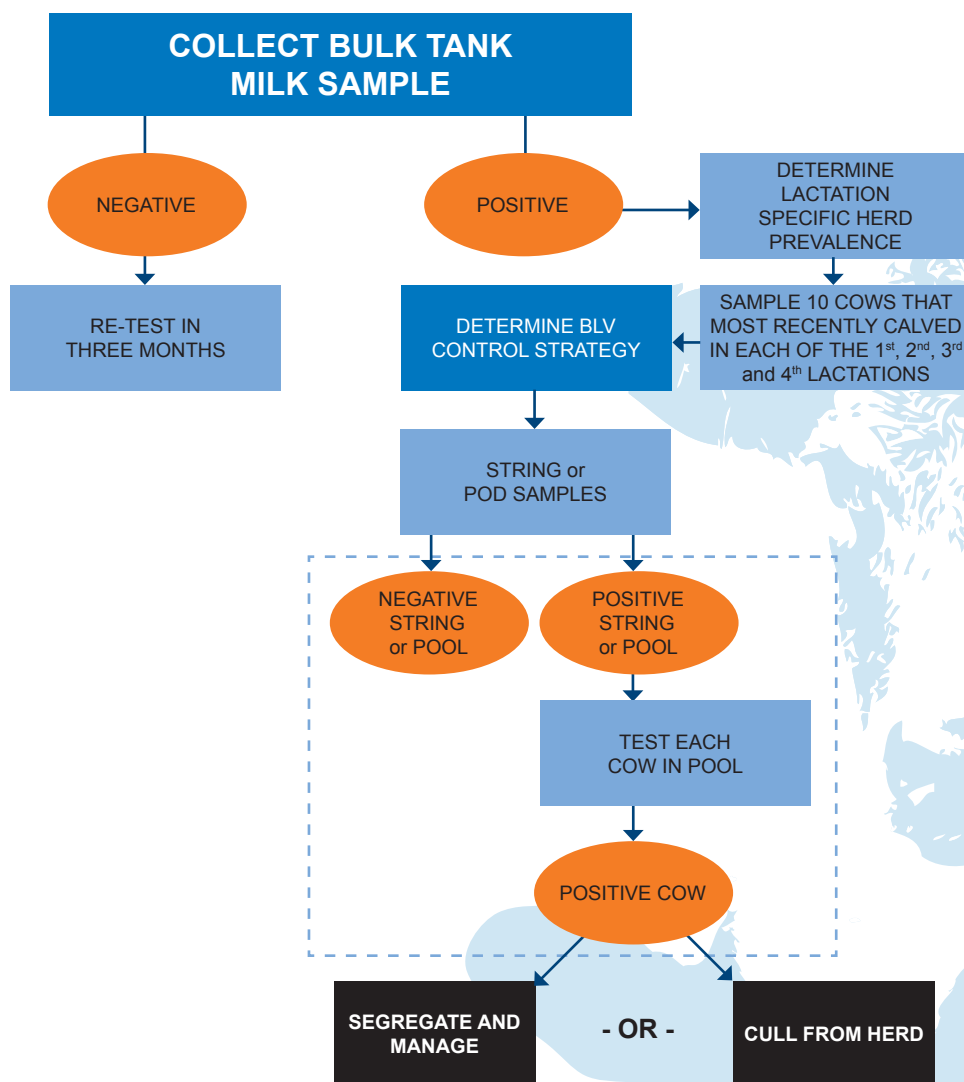 COLLECT BULK TANK
MILK SAMPLE
NEGATIVE
POSITIVE
DETERMINE
LACTATION
SPECIFIC HERD
PREVALENCE
RE-TEST IN
THREE MONTHS
DETERMINE BLV
CONTROL STRATEGY
SAMPLE 10 COWS THAT
MOST RECENTLY CALVED
IN EACH OF THE 1st, 2nd, 3rd
and 4th LACTATIONS
STRING or
POD SAMPLES
NEGATIVE
STRING
or POOL
POSITIVE
STRING
or POOL
TEST EACH
COW IN POOL
POSITIVE COW
SEGREGATE AND
MANAGE
- OR -
CULL FROM HERD